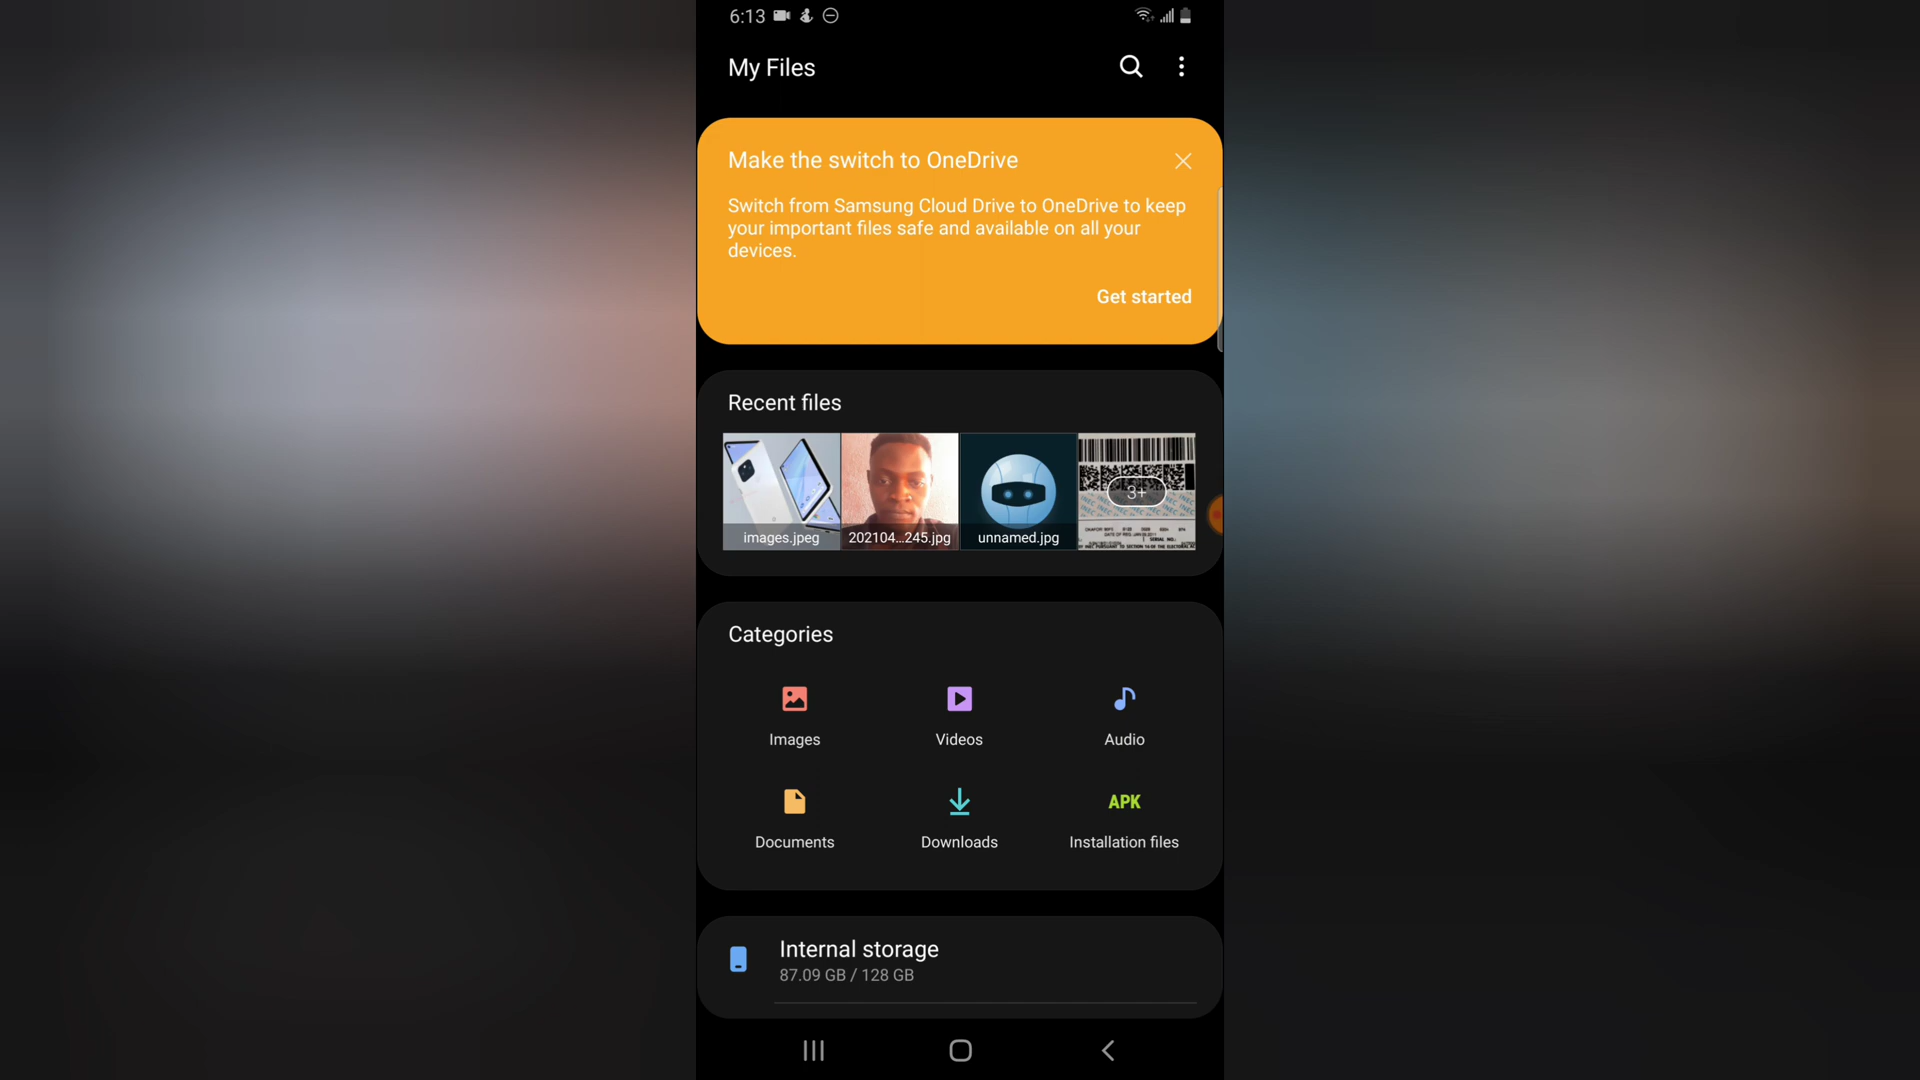 6:13
My Files
Make the switch to OneDrive
Switch from Samsung Cloud Drive to OneDrive to keep
your important files safe and available on all your
devices.
Get started
Recent files
3+
images.jpeg
202104...245.jpg
unnamed.jpg
Categories
Images
Videos
Audio
APK
Documents
Downloads
Installation files
Internal storage
87.09 GB / 128 GB